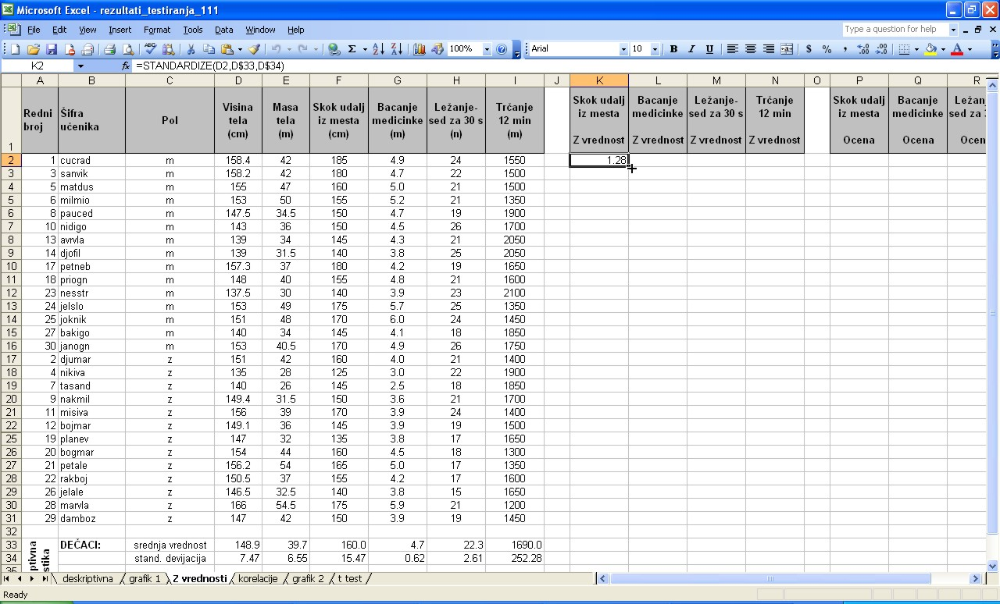 Microsoft Excel - rezultati_testiranja_111
File Edit View Insert Format Tools Data Window Help Type a question for help
100% Arial 10 B I U $ %
K2 fx =STANDARDIZE(D2,D$33,D$34)
A B C D E F G H I J K L M N O P Q R
1 Redni broj Šifra učenika Pol Visina tela (cm) Masa tela (m) Skok udalj iz mesta (cm) Bacanje medicinke (m) Ležanje-sed za 30 s (n) Trčanje 12 min (m) Skok udalj iz mesta Z vrednost Bacanje medicinke Z vrednost Ležanje-sed za 30 s Z vrednost Trčanje 12 min Z vrednost Skok udalj iz mesta Ocena Bacanje medicinke Ocena
2 1 cucrad m 158.4 42 185 4.9 24 1550 1.28
3 3 sanvik m 158.2 42 180 4.7 22 1500
4 5 matdus m 155 47 160 5.0 21 1500
5 6 milmio m 153 50 155 5.2 21 1350
6 8 pauced m 147.5 34.5 150 4.7 19 1900
7 10 nidigo m 143 36 150 4.5 26 1700
8 13 avrvla m 139 34 145 4.3 21 2050
9 14 djofil m 139 31.5 140 3.8 25 2050
10 17 petneb m 157.3 37 180 4.2 19 1650
11 18 priogn m 148 40 155 4.8 21 1600
12 23 nesstr m 137.5 30 140 3.9 23 2100
13 24 jelslo m 153 49 175 5.7 25 1350
14 25 joknik m 151 48 170 6.0 24 1450
15 27 bakigo m 140 34 145 4.1 18 1850
16 30 janogn m 153 40.5 170 4.9 26 1750
17 2 djumar z 151 42 160 4.0 21 1400
18 4 nikiva z 135 28 125 3.0 22 1900
19 7 tasand z 140 26 145 2.5 18 1850
20 9 nakmil z 149.4 31.5 150 3.6 21 1700
21 11 misiva z 156 39 170 3.9 24 1400
22 12 bojmar z 149.1 36 145 3.9 19 1500
25 19 planev z 147 32 135 3.8 17 1650
26 20 bogmar z 154 44 160 4.5 18 1300
27 21 petale z 156.2 54 165 5.0 17 1350
28 22 rakboj z 150.5 37 155 4.2 17 1600
29 26 jelale z 146.5 32.5 140 3.8 15 1650
30 28 marvla z 166 54.5 175 5.9 21 1200
31 29 damboz z 147 42 150 3.9 19 1450
32
33 DEČACI: srednja vrednost 148.9 39.7 160.0 4.7 22.3 1690.0
34 stand. devijacija 7.47 6.55 15.47 0.62 2.61 252.28
deskriptivna grafik 1 Z vrednosti korelacije grafik 2 t test
Ready